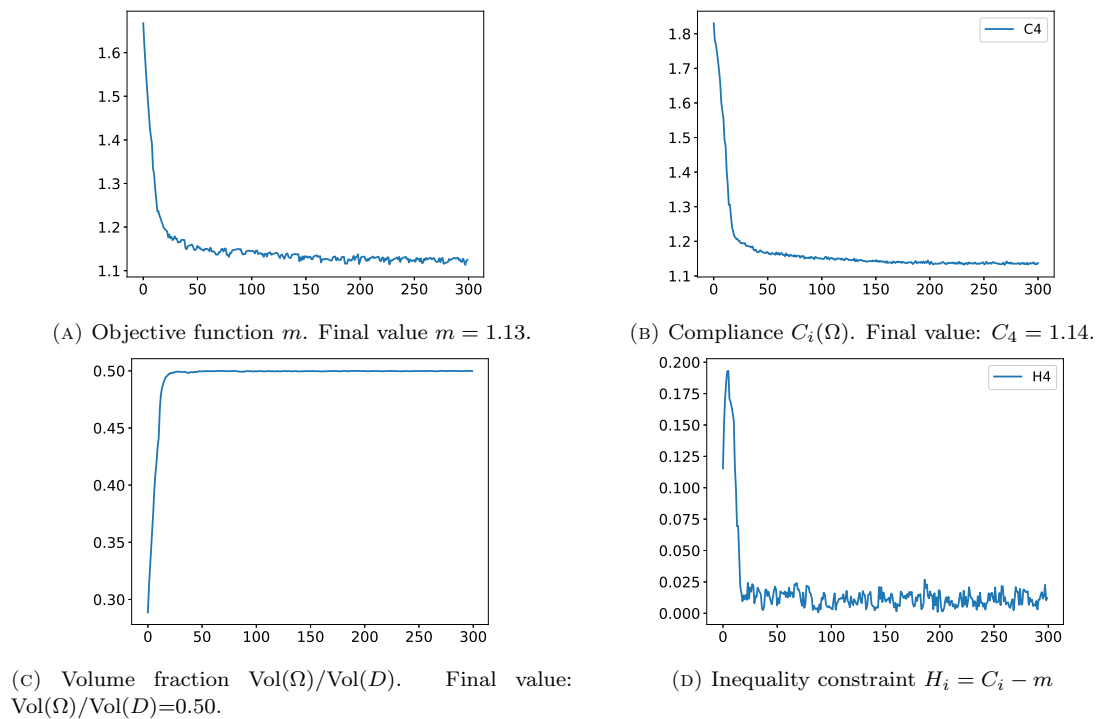 1.6
1.5
1.4
1.3
1.2
1.1
0 50 100 150 200 250 300
(A) Objective function m. Final value m = 1.13.
C4
1.8
1.7
1.6
1.5
1.4
1.3
1.2
1.1
0 50 100 150 200 250 300
(B) Compliance Cᵢ(Ω). Final value: C₄ = 1.14.
0.50
0.45
0.40
0.35
0.30
0 50 100 150 200 250 300
(C) Volume fraction Vol(Ω)/Vol(D). Final value:
Vol(Ω)/Vol(D)=0.50.
H4
0.200
0.175
0.150
0.125
0.100
0.075
0.050
0.025
0.000
0 50 100 150 200 250 300
(D) Inequality constraint Hᵢ = Cᵢ − m